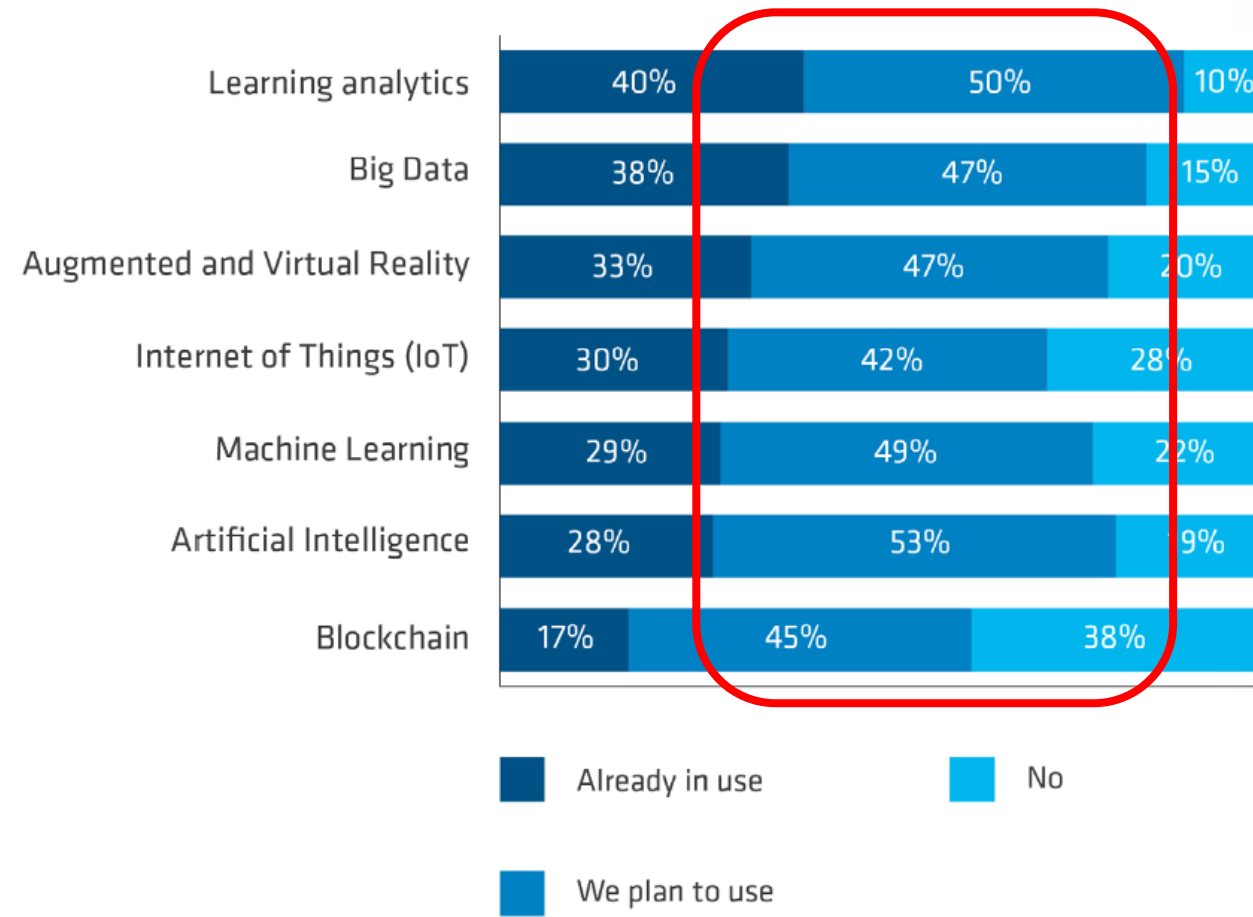 Learning analytics 40% 50% 10%
Big Data 38% 47% 15%
Augmented and Virtual Reality 33% 47% 20%
Internet of Things (IoT) 30% 42% 28%
Machine Learning 29% 49% 22%
Artificial Intelligence 28% 53% 19%
Blockchain 17% 45% 38%
Already in use No
We plan to use